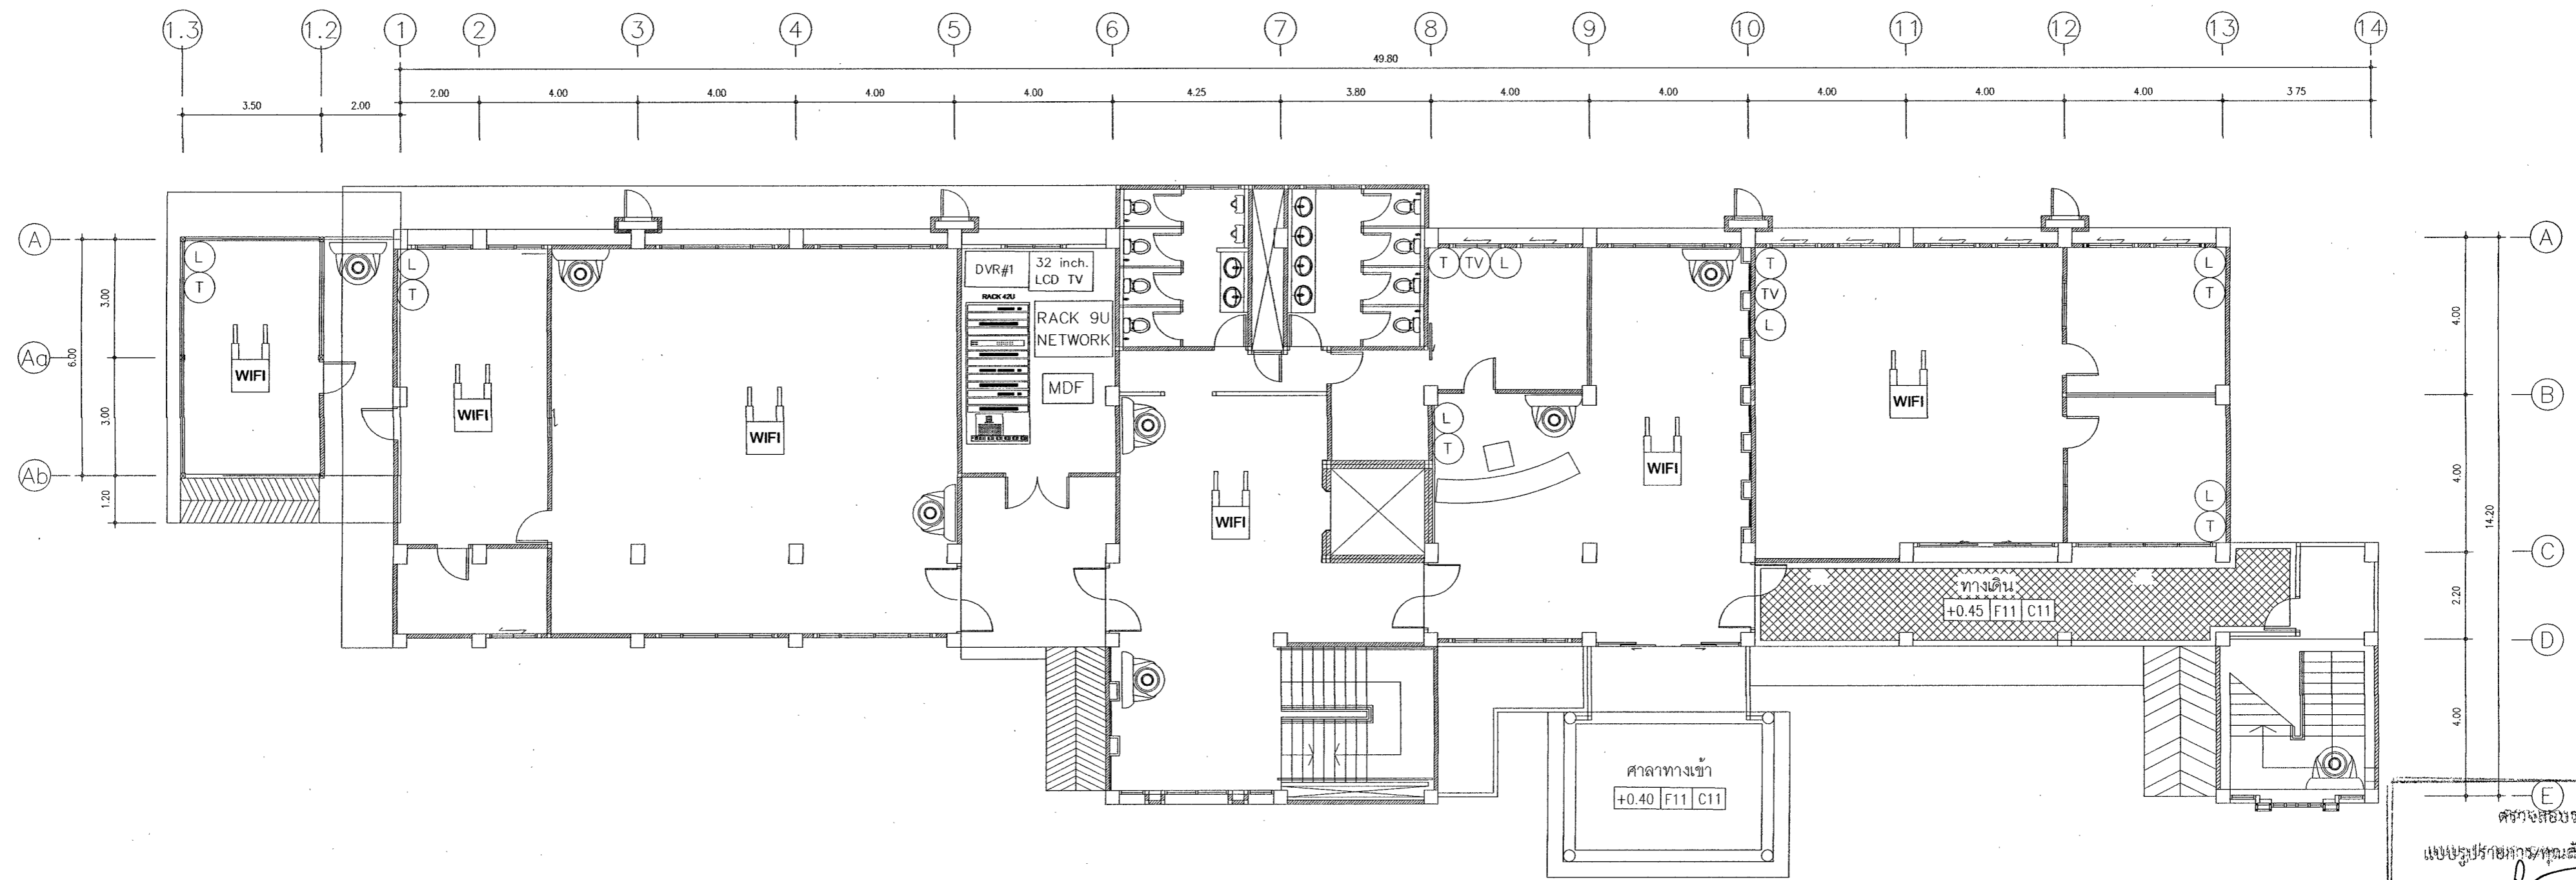 1.3 1.2 1 2 3 4 5 6 7 8 9 10 11 12 13 14
49.80
3.50 2.00 2.00 4.00 4.00 4.00 4.00 4.25 3.80 4.00 4.00 4.00 4.00 4.00 3.75
A
Aa
Ab
3.00
3.00
6.00
1.20
L
T
WIFI
L
T
WIFI
WIFI
DVR#1
32 inch.
LCD TV
RACK 42U
RACK 9U
NETWORK
MDF
WIFI
T TV L
L
T
WIFI
T
TV
L
WIFI
L
T
L
T
ทางเดิน
+0.45 F11 C11
ศาลาทางเข้า
+0.40 F11 C11
A
B
C
D
E
4.00
4.00
2.20
4.00
14.20